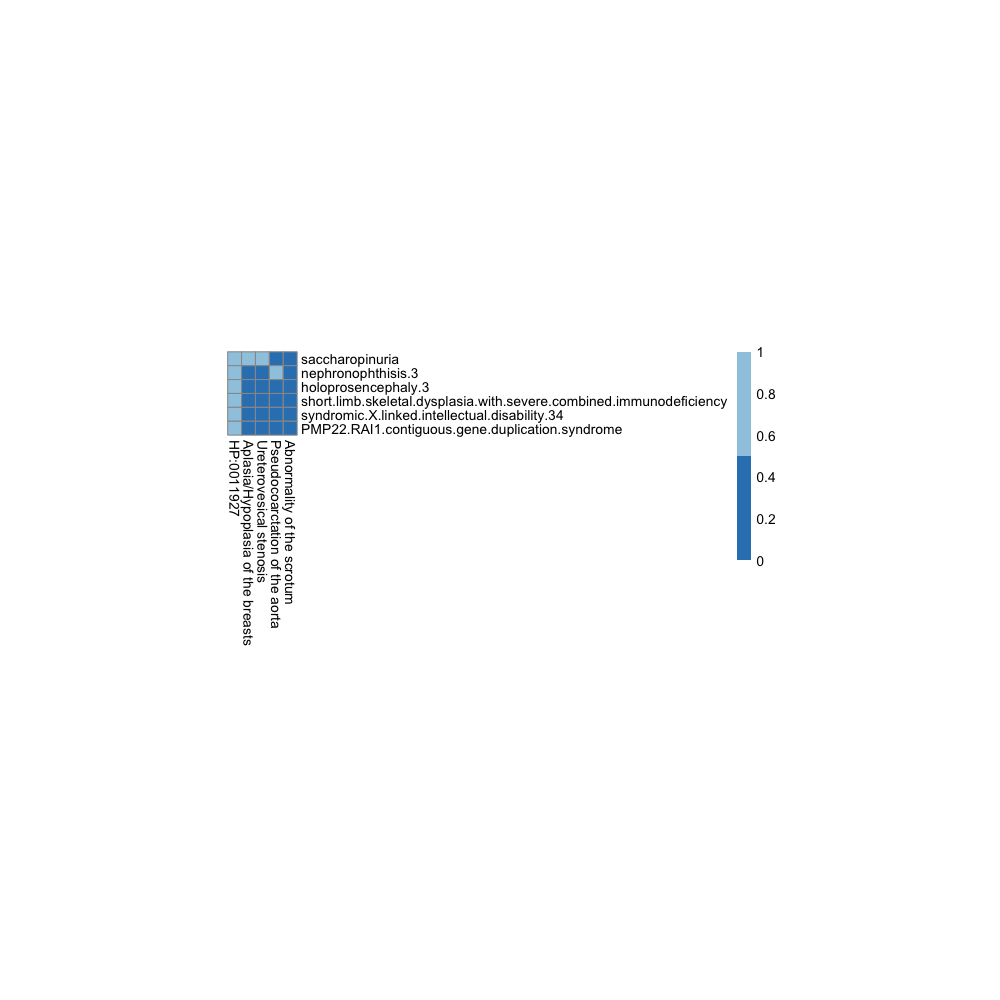 saccharopinuria
nephronophthisis.3
holoprosencephaly.3
short.limb.skeletal.dysplasia.with.severe.combined.immunodeficiency
syndromic.X.linked.intellectual.disability.34
PMP22.RAI1.contiguous.gene.duplication.syndrome
HP:0011927
Aplasia/Hypoplasia of the breasts
Ureterovesical stenosis
Pseudocoarctation of the aorta
Abnormality of the scrotum
1
0.8
0.6
0.4
0.2
0